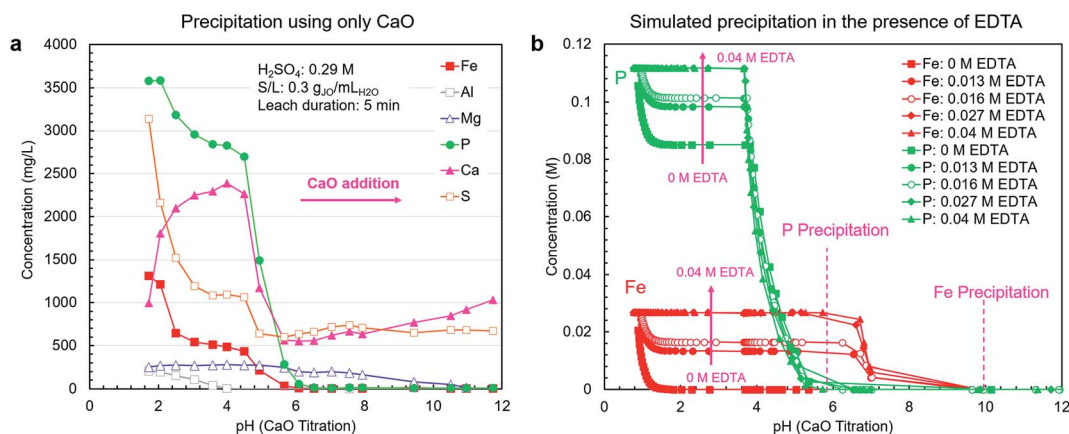 Precipitation using only CaO
a
4000
3500
3000
2500
2000
1500
1000
500
0
Concentration (mg/L)
H₂SO₄: 0.29 M
S/L: 0.3 g_JO/mL_H2O
Leach duration: 5 min
Fe
Al
Mg
P
Ca
S
CaO addition
0 2 4 6 8 10 12
pH (CaO Titration)
Simulated precipitation in the presence of EDTA
b
0.12
0.1
0.08
0.06
0.04
0.02
0
Concentration (M)
P
0.04 M EDTA
0 M EDTA
Fe: 0 M EDTA
Fe: 0.013 M EDTA
Fe: 0.016 M EDTA
Fe: 0.027 M EDTA
Fe: 0.04 M EDTA
P: 0 M EDTA
P: 0.013 M EDTA
P: 0.016 M EDTA
P: 0.027 M EDTA
P: 0.04 M EDTA
P Precipitation
Fe Precipitation
Fe
0.04 M EDTA
0 M EDTA
0 2 4 6 8 10 12
pH (CaO Titration)